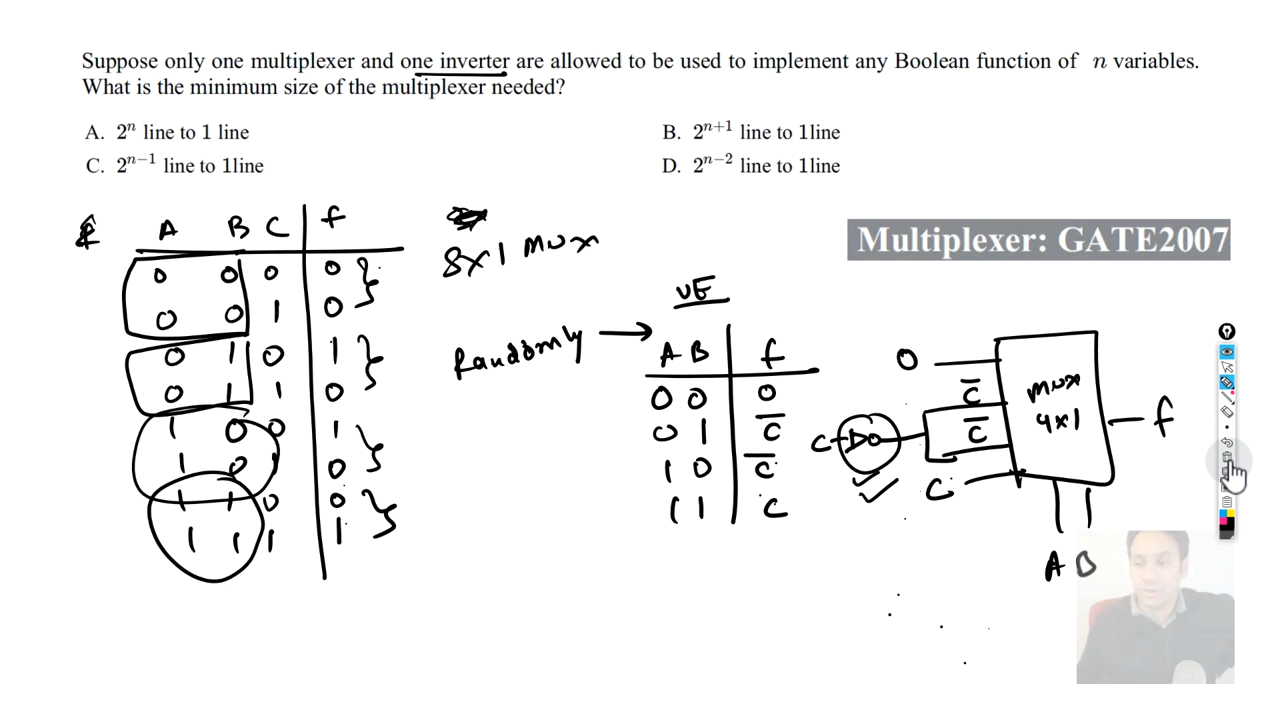 Suppose only one multiplexer and one inverter are allowed to be used to implement any Boolean function of n variables.
What is the minimum size of the multiplexer needed?
A. 2ⁿ line to 1 line
B. 2ⁿ⁺¹ line to 1line
C. 2ⁿ⁻¹ line to 1line
D. 2ⁿ⁻² line to 1line
Multiplexer: GATE2007
A B C f
0 0 0 0
0 0 1 0
0 1 0 1
0 1 1 0
1 0 0 1
1 0 1 0
1 1 0 0
1 1 1 1
8x1 mux
Randomly
VE
A B f
0 0 0
0 1 C̅
1 0 C̅
1 1 C
0
C̅
C̅
C
C
mux
4x1
f
A B